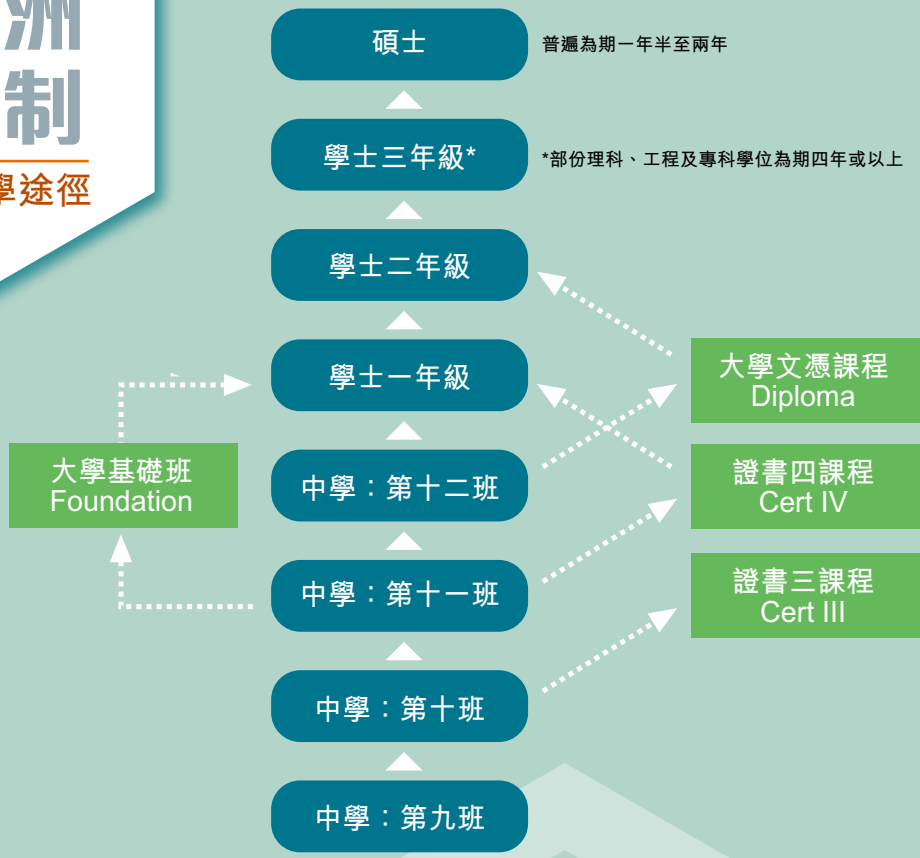 洲
制
學途徑
碩士
普遍為期一年半至兩年
學士三年級*
*部份理科、工程及專科學位為期四年或以上
學士二年級
學士一年級
大學文憑課程
Diploma
大學基礎班
Foundation
中學：第十二班
證書四課程
Cert IV
中學：第十一班
證書三課程
Cert III
中學：第十班
中學：第九班